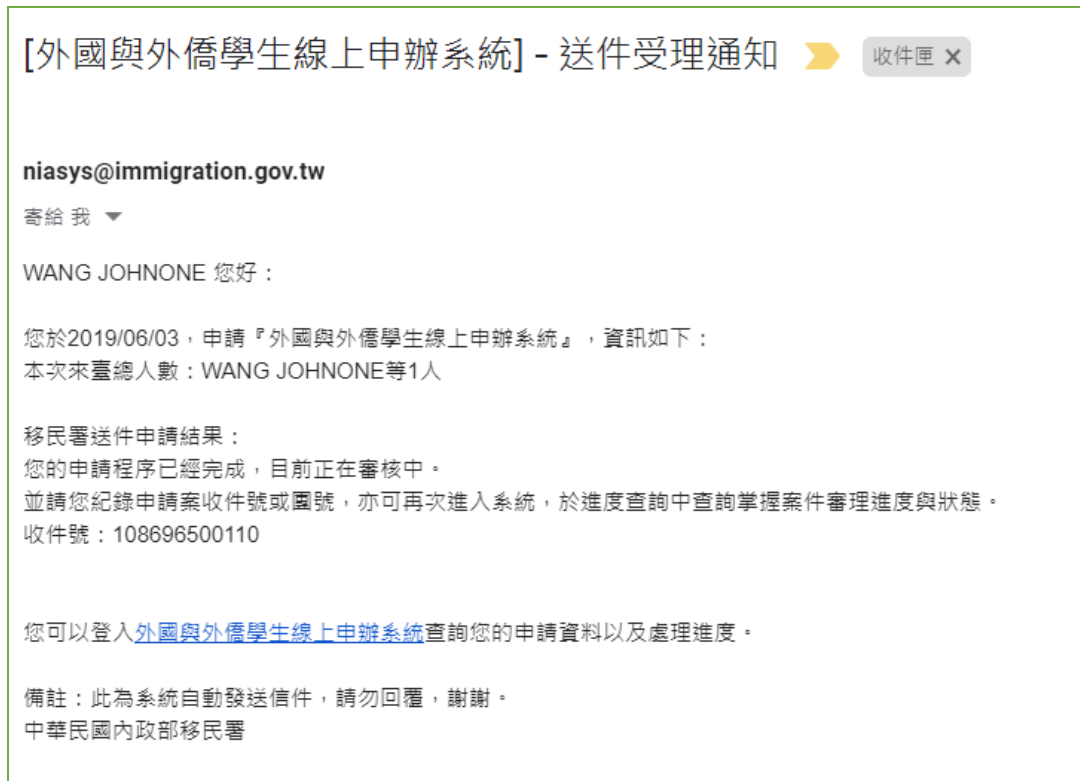 [外國與外僑學生線上申辦系統] - 送件受理通知
收件匣 ×
niasys@immigration.gov.tw
寄給 我
WANG JOHNONE 您好：
您於2019/06/03，申請『外國與外僑學生線上申辦系統』，資訊如下：
本次來臺總人數：WANG JOHNONE等1人
移民署送件申請結果：
您的申請程序已經完成，目前正在審核中。
並請您紀錄申請案收件號或團號，亦可再次進入系統，於進度查詢中查詢掌握案件審理進度與狀態。
收件號：108696500110
您可以登入外國與外僑學生線上申辦系統查詢您的申請資料以及處理進度。
備註：此為系統自動發送信件，請勿回覆，謝謝。
中華民國內政部移民署